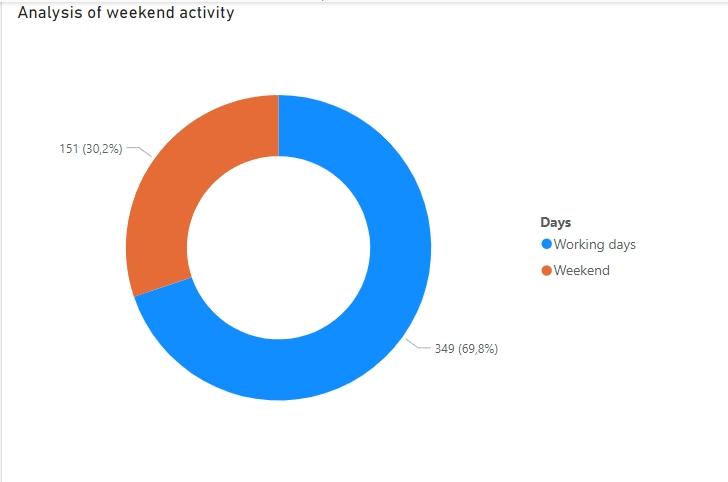 Analysis of weekend activity
151 (30,2%)
Days
Working days
Weekend
349 (69,8%)